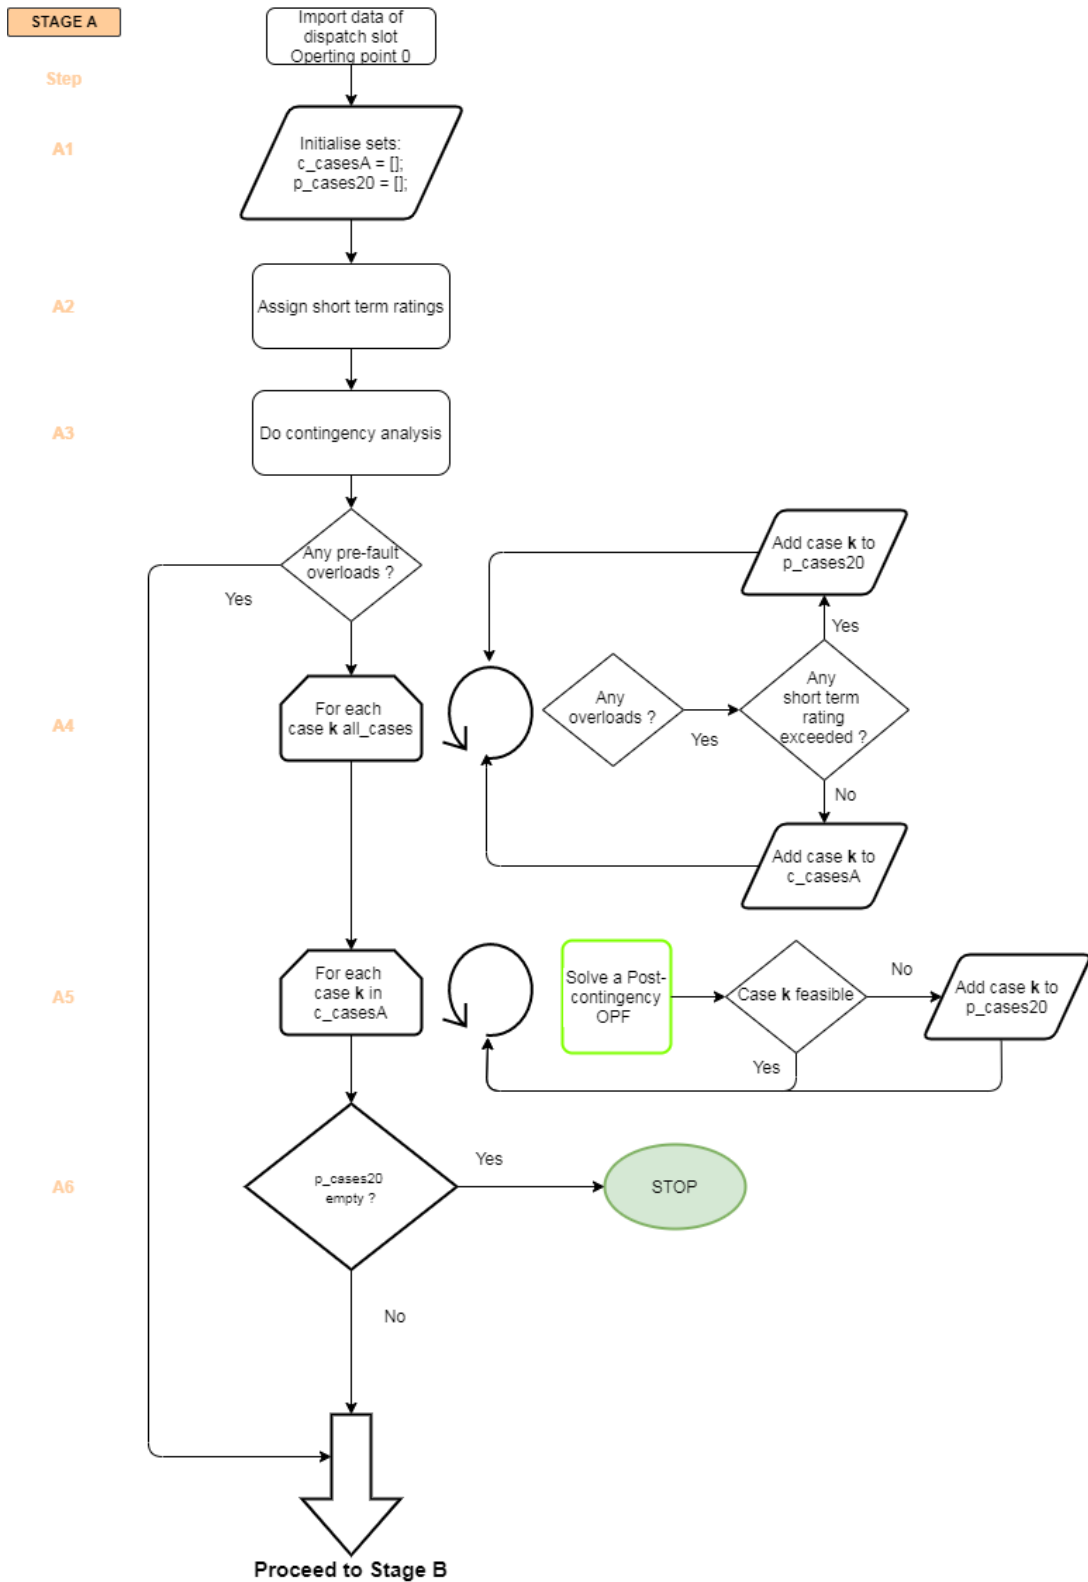 STAGE A
Import data of
dispatch slot
Operting point 0
Step
A1
Initialise sets:
c_casesA = [];
p_cases20 = [];
A2
Assign short term ratings
A3
Do contingency analysis
Any pre-fault
overloads ?
Yes
Add case k to
p_cases20
Yes
A4
For each
case k all_cases
Any
overloads ?
Yes
Any
short term
rating
exceeded ?
No
Add case k to
c_casesA
A5
For each
case k in
c_casesA
Solve a Post-
contingency
OPF
Case k feasible
No
Add case k to
p_cases20
Yes
A6
p_cases20
empty ?
Yes
STOP
No
Proceed to Stage B